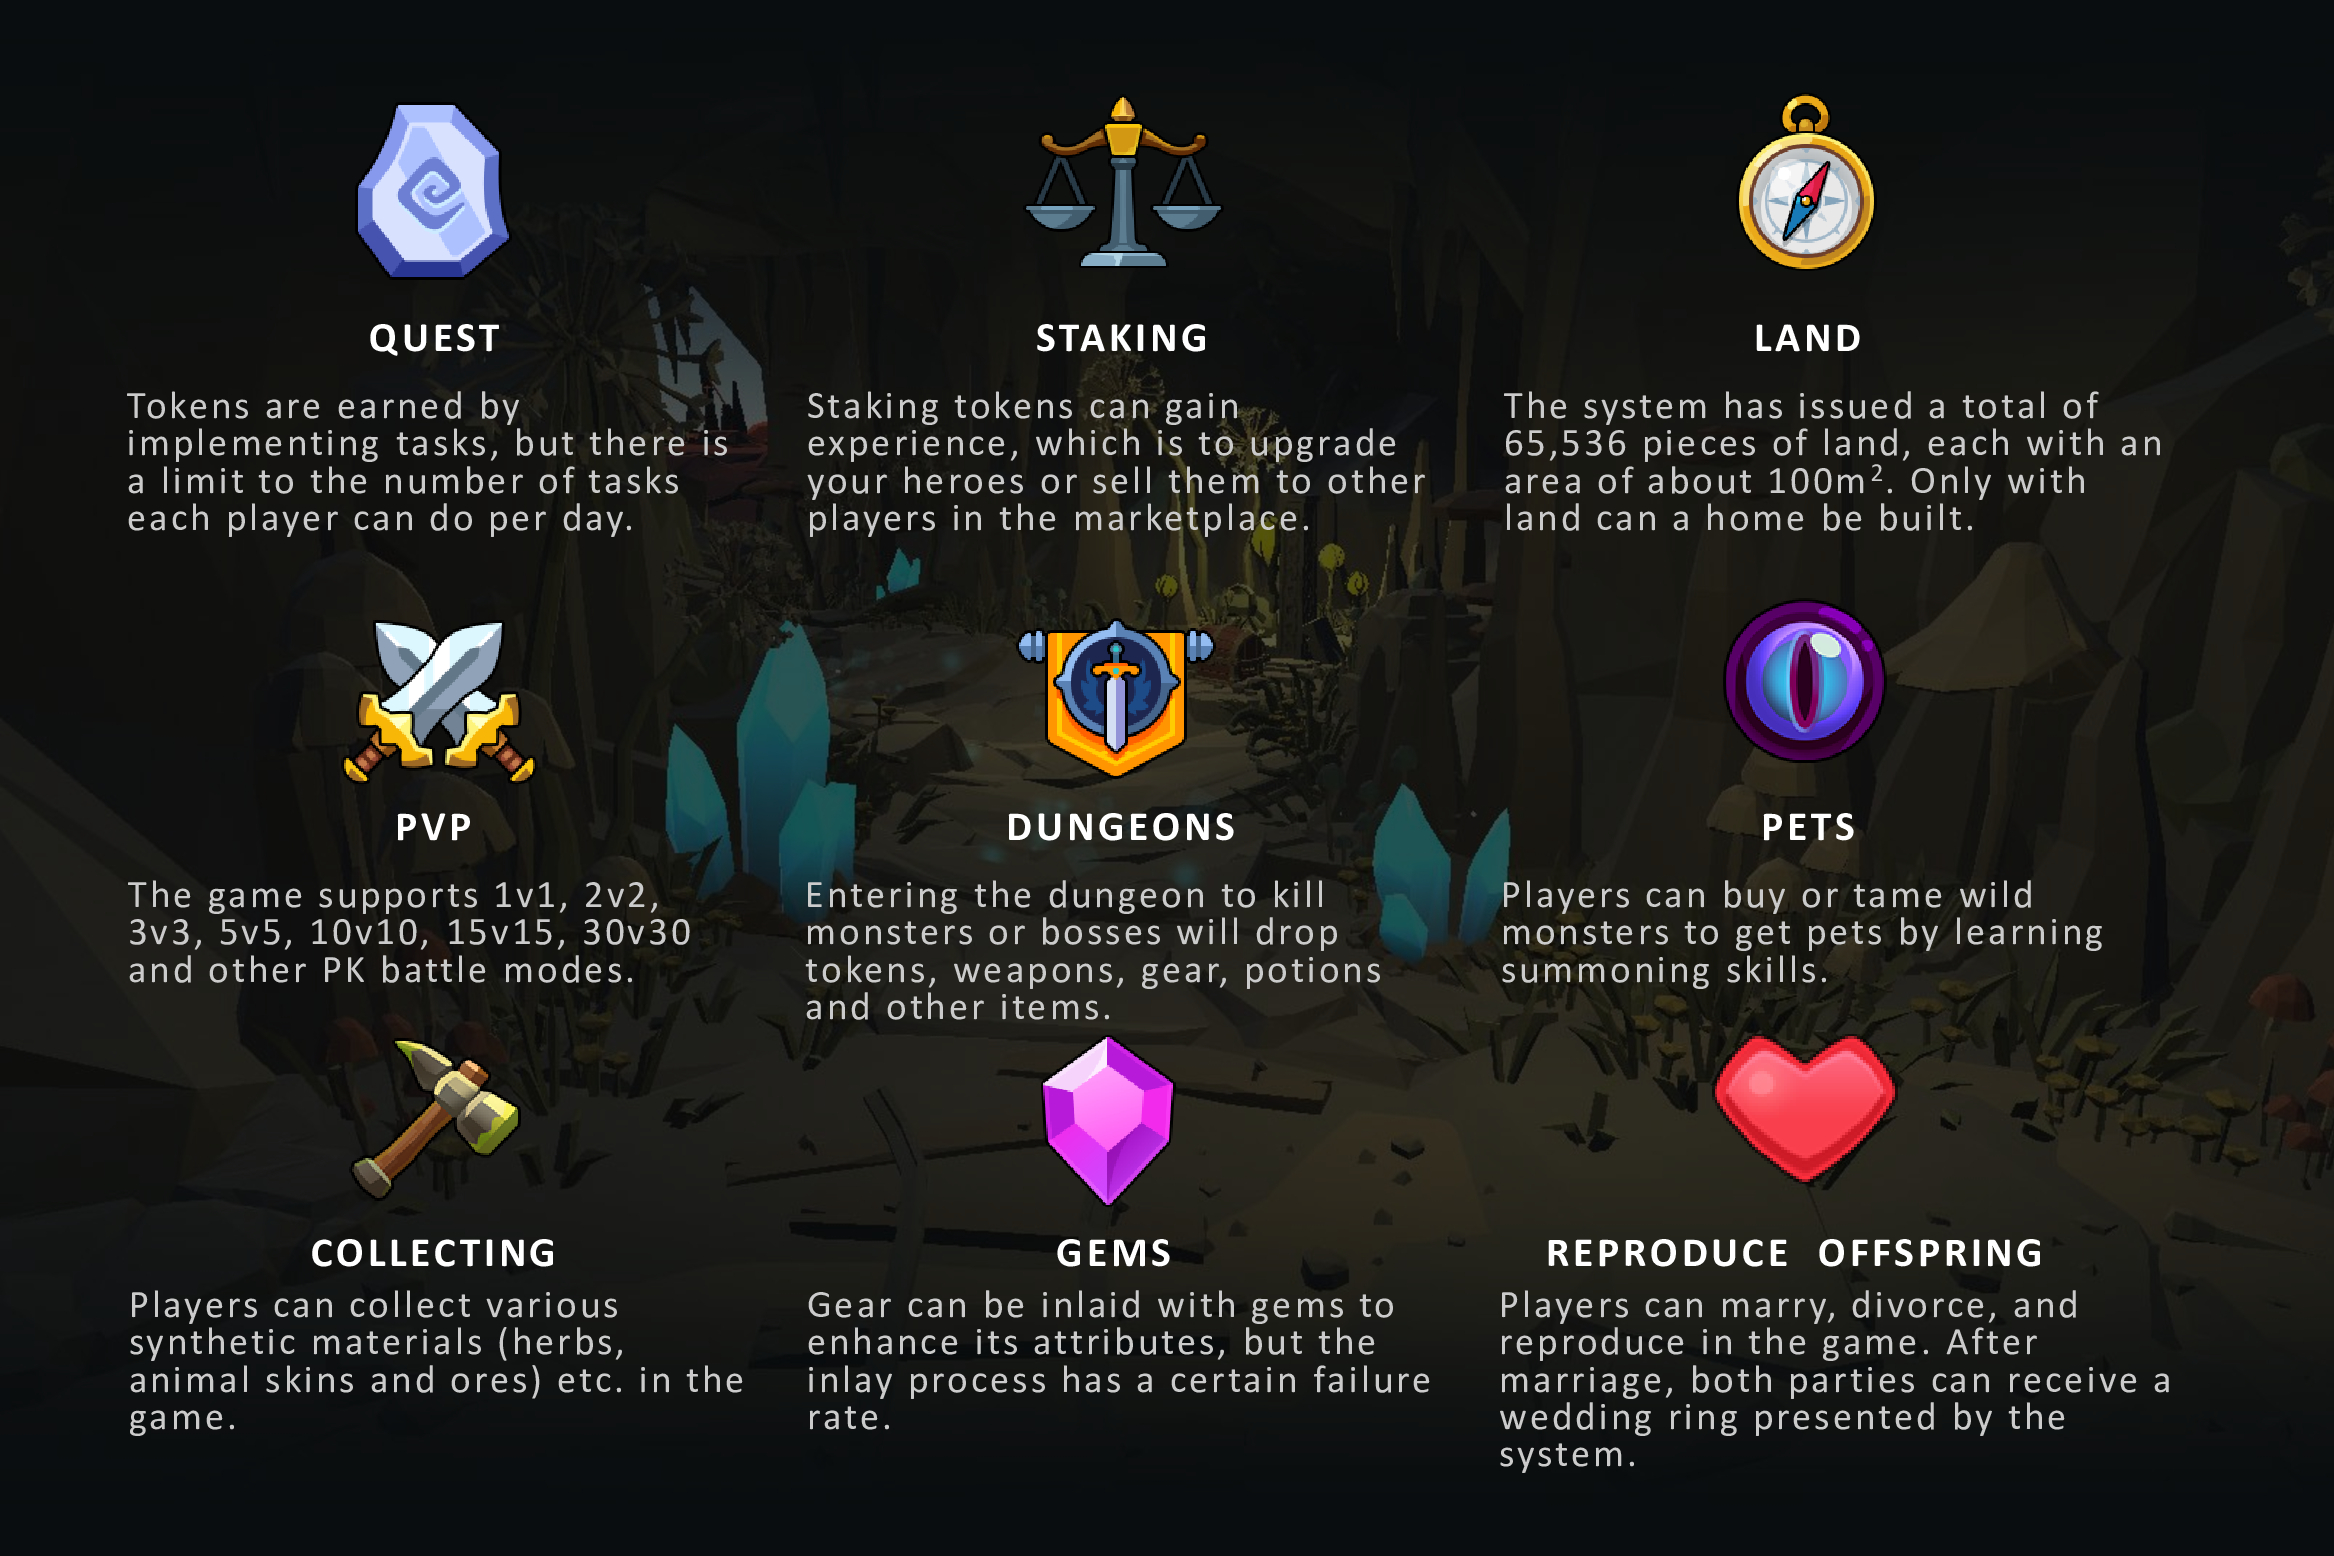 QUEST
Tokens are earned by
implementing tasks, but there is
a limit to the number of tasks
each player can do per day.
STAKING
Staking tokens can gain
experience, which is to upgrade
your heroes or sell them to other
players in the marketplace.
LAND
The system has issued a total of
65,536 pieces of land, each with an
area of about 100m². Only with
land can a home be built.
PVP
The game supports 1v1, 2v2,
3v3, 5v5, 10v10, 15v15, 30v30
and other PK battle modes.
DUNGEONS
Entering the dungeon to kill
monsters or bosses will drop
tokens, weapons, gear, potions
and other items.
PETS
Players can buy or tame wild
monsters to get pets by learning
summoning skills.
COLLECTING
Players can collect various
synthetic materials (herbs,
animal skins and ores) etc. in the
game.
GEMS
Gear can be inlaid with gems to
enhance its attributes, but the
inlay process has a certain failure
rate.
REPRODUCE OFFSPRING
Players can marry, divorce, and
reproduce in the game. After
marriage, both parties can receive a
wedding ring presented by the
system.